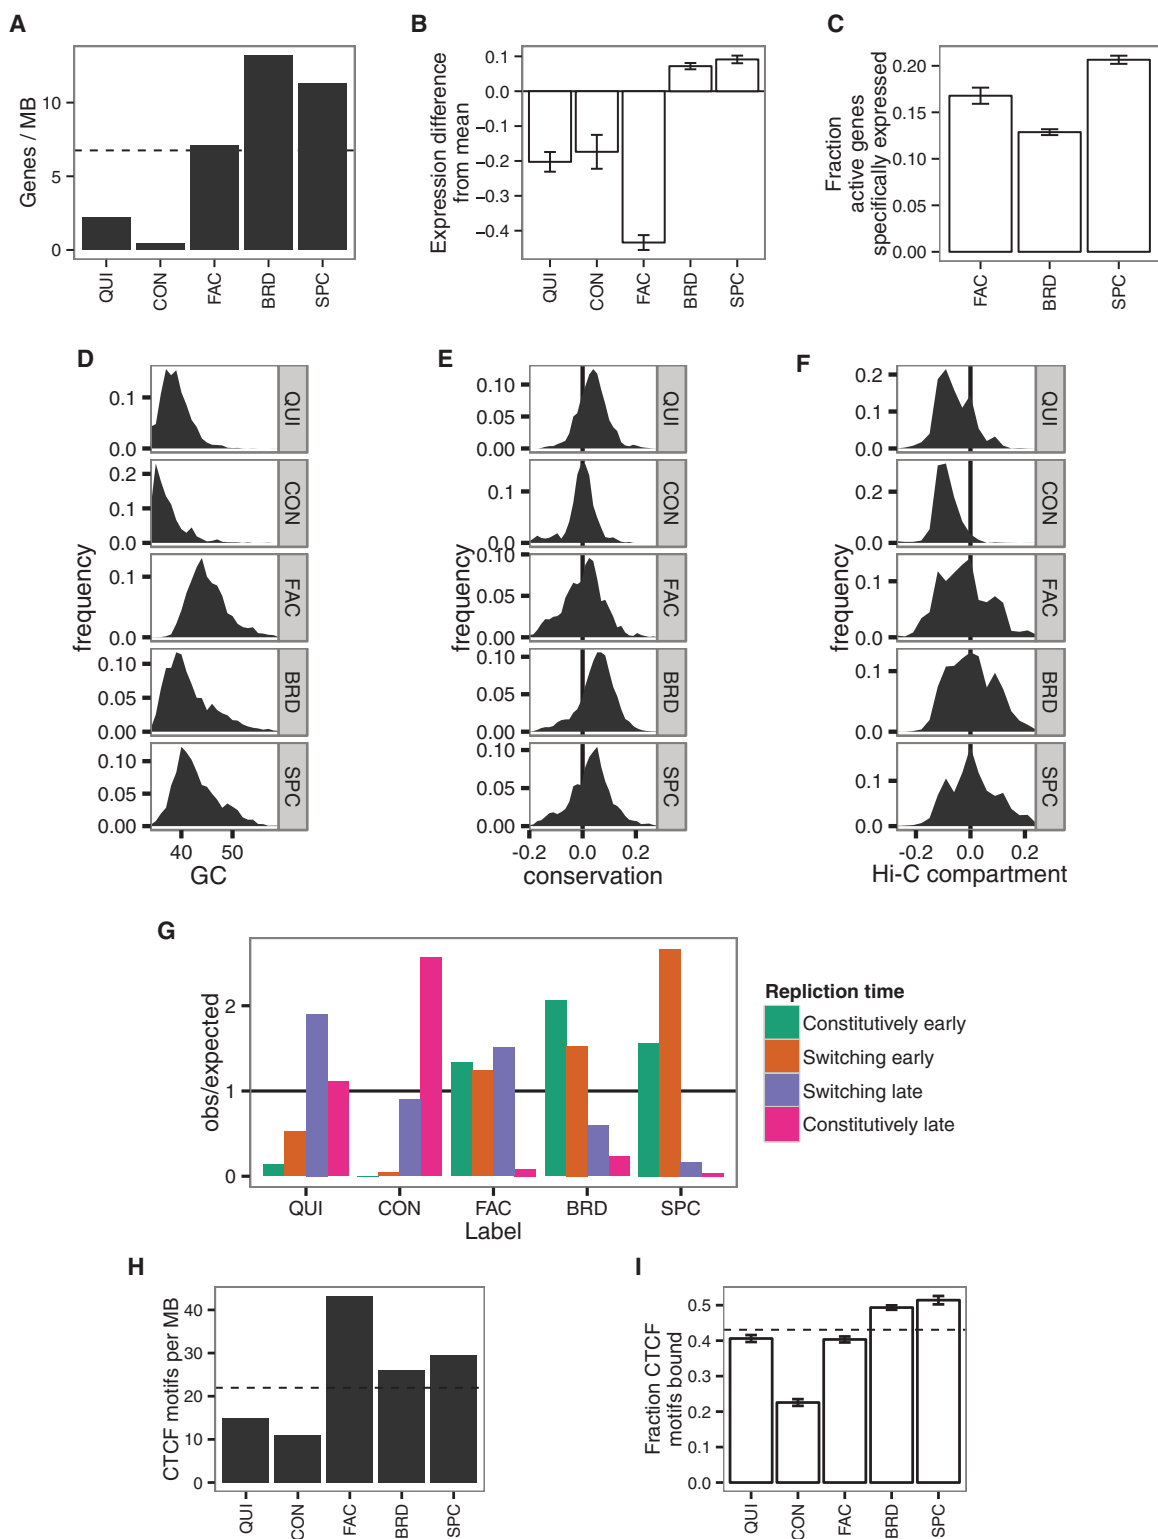 A
Genes / MB
10
5
0
QUI
CON
FAC
BRD
SPC
B
Expression difference
from mean
0.1
0.0
−0.1
−0.2
−0.3
−0.4
QUI
CON
FAC
BRD
SPC
C
Fraction
active genes
specifically expressed
0.20
0.15
0.10
0.05
0.00
FAC
BRD
SPC
D
frequency
0.1
0.0
QUI
0.2
0.1
0.0
CON
0.1
0.0
FAC
0.10
0.05
0.00
BRD
0.10
0.05
0.00
SPC
40
50
GC
E
frequency
0.10
0.05
0.00
QUI
0.1
0.0
CON
0.10
0.05
0.00
FAC
0.10
0.05
0.00
BRD
0.10
0.05
0.00
SPC
-0.2
0.0
0.2
conservation
F
frequency
0.2
0.1
0.0
QUI
0.2
0.0
CON
0.1
0.0
FAC
0.1
0.0
BRD
0.1
0.0
SPC
-0.2
0.0
0.2
Hi-C compartment
G
obs/expected
2
1
0
QUI
CON
FAC
BRD
SPC
Label
Repliction time
Constitutively early
Switching early
Switching late
Constitutively late
H
CTCF motifs per MB
40
30
20
10
0
QUI
CON
FAC
BRD
SPC
I
Fraction CTCF
motifs bound
0.5
0.4
0.3
0.2
0.1
0.0
QUI
CON
FAC
BRD
SPC